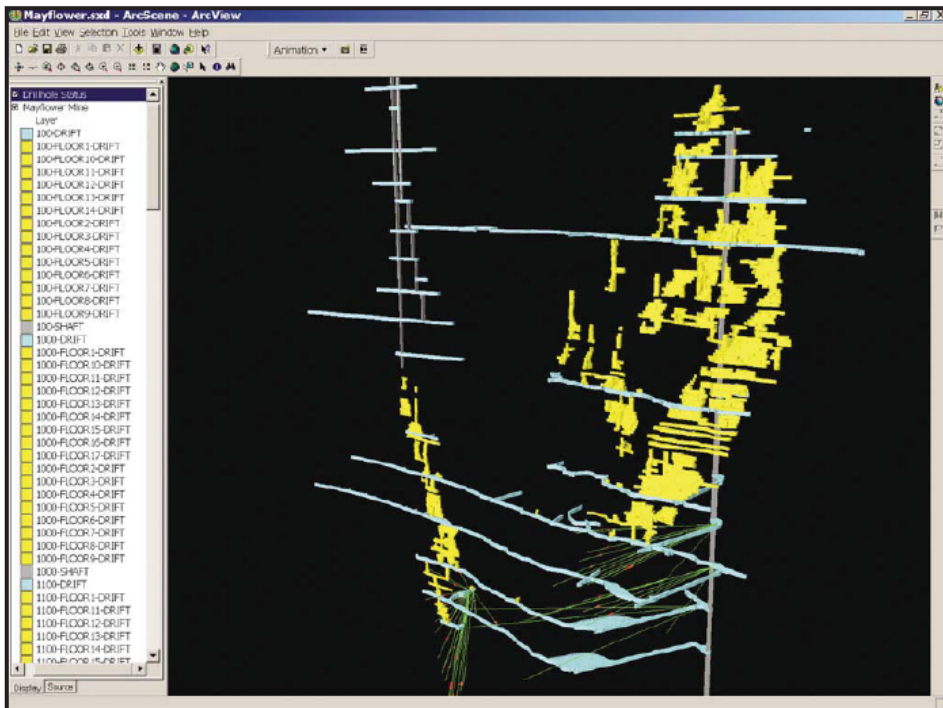 Mayflower.sxd - ArcScene - ArcView
File Edit View Selection Tools Window Help
Animation
Drillhole Status
Mayflower Mine
Layer
100-DRIFT
100-FLOOR1-DRIFT
100-FLOOR10-DRIFT
100-FLOOR11-DRIFT
100-FLOOR12-DRIFT
100-FLOOR13-DRIFT
100-FLOOR14-DRIFT
100-FLOOR2-DRIFT
100-FLOOR3-DRIFT
100-FLOOR4-DRIFT
100-FLOOR5-DRIFT
100-FLOOR6-DRIFT
100-FLOOR7-DRIFT
100-FLOOR8-DRIFT
100-FLOOR9-DRIFT
100-SHAFT
1000-DRIFT
1000-FLOOR1-DRIFT
1000-FLOOR10-DRIFT
1000-FLOOR11-DRIFT
1000-FLOOR12-DRIFT
1000-FLOOR13-DRIFT
1000-FLOOR14-DRIFT
1000-FLOOR15-DRIFT
1000-FLOOR16-DRIFT
1000-FLOOR17-DRIFT
1000-FLOOR2-DRIFT
1000-FLOOR3-DRIFT
1000-FLOOR4-DRIFT
1000-FLOOR5-DRIFT
1000-FLOOR6-DRIFT
1000-FLOOR7-DRIFT
1000-FLOOR8-DRIFT
1000-FLOOR9-DRIFT
1000-SHAFT
1100-DRIFT
1100-FLOOR1-DRIFT
1100-FLOOR11-DRIFT
1100-FLOOR12-DRIFT
1100-FLOOR13-DRIFT
1100-FLOOR14-DRIFT
1100-FLOOR15-DRIFT
Display Source